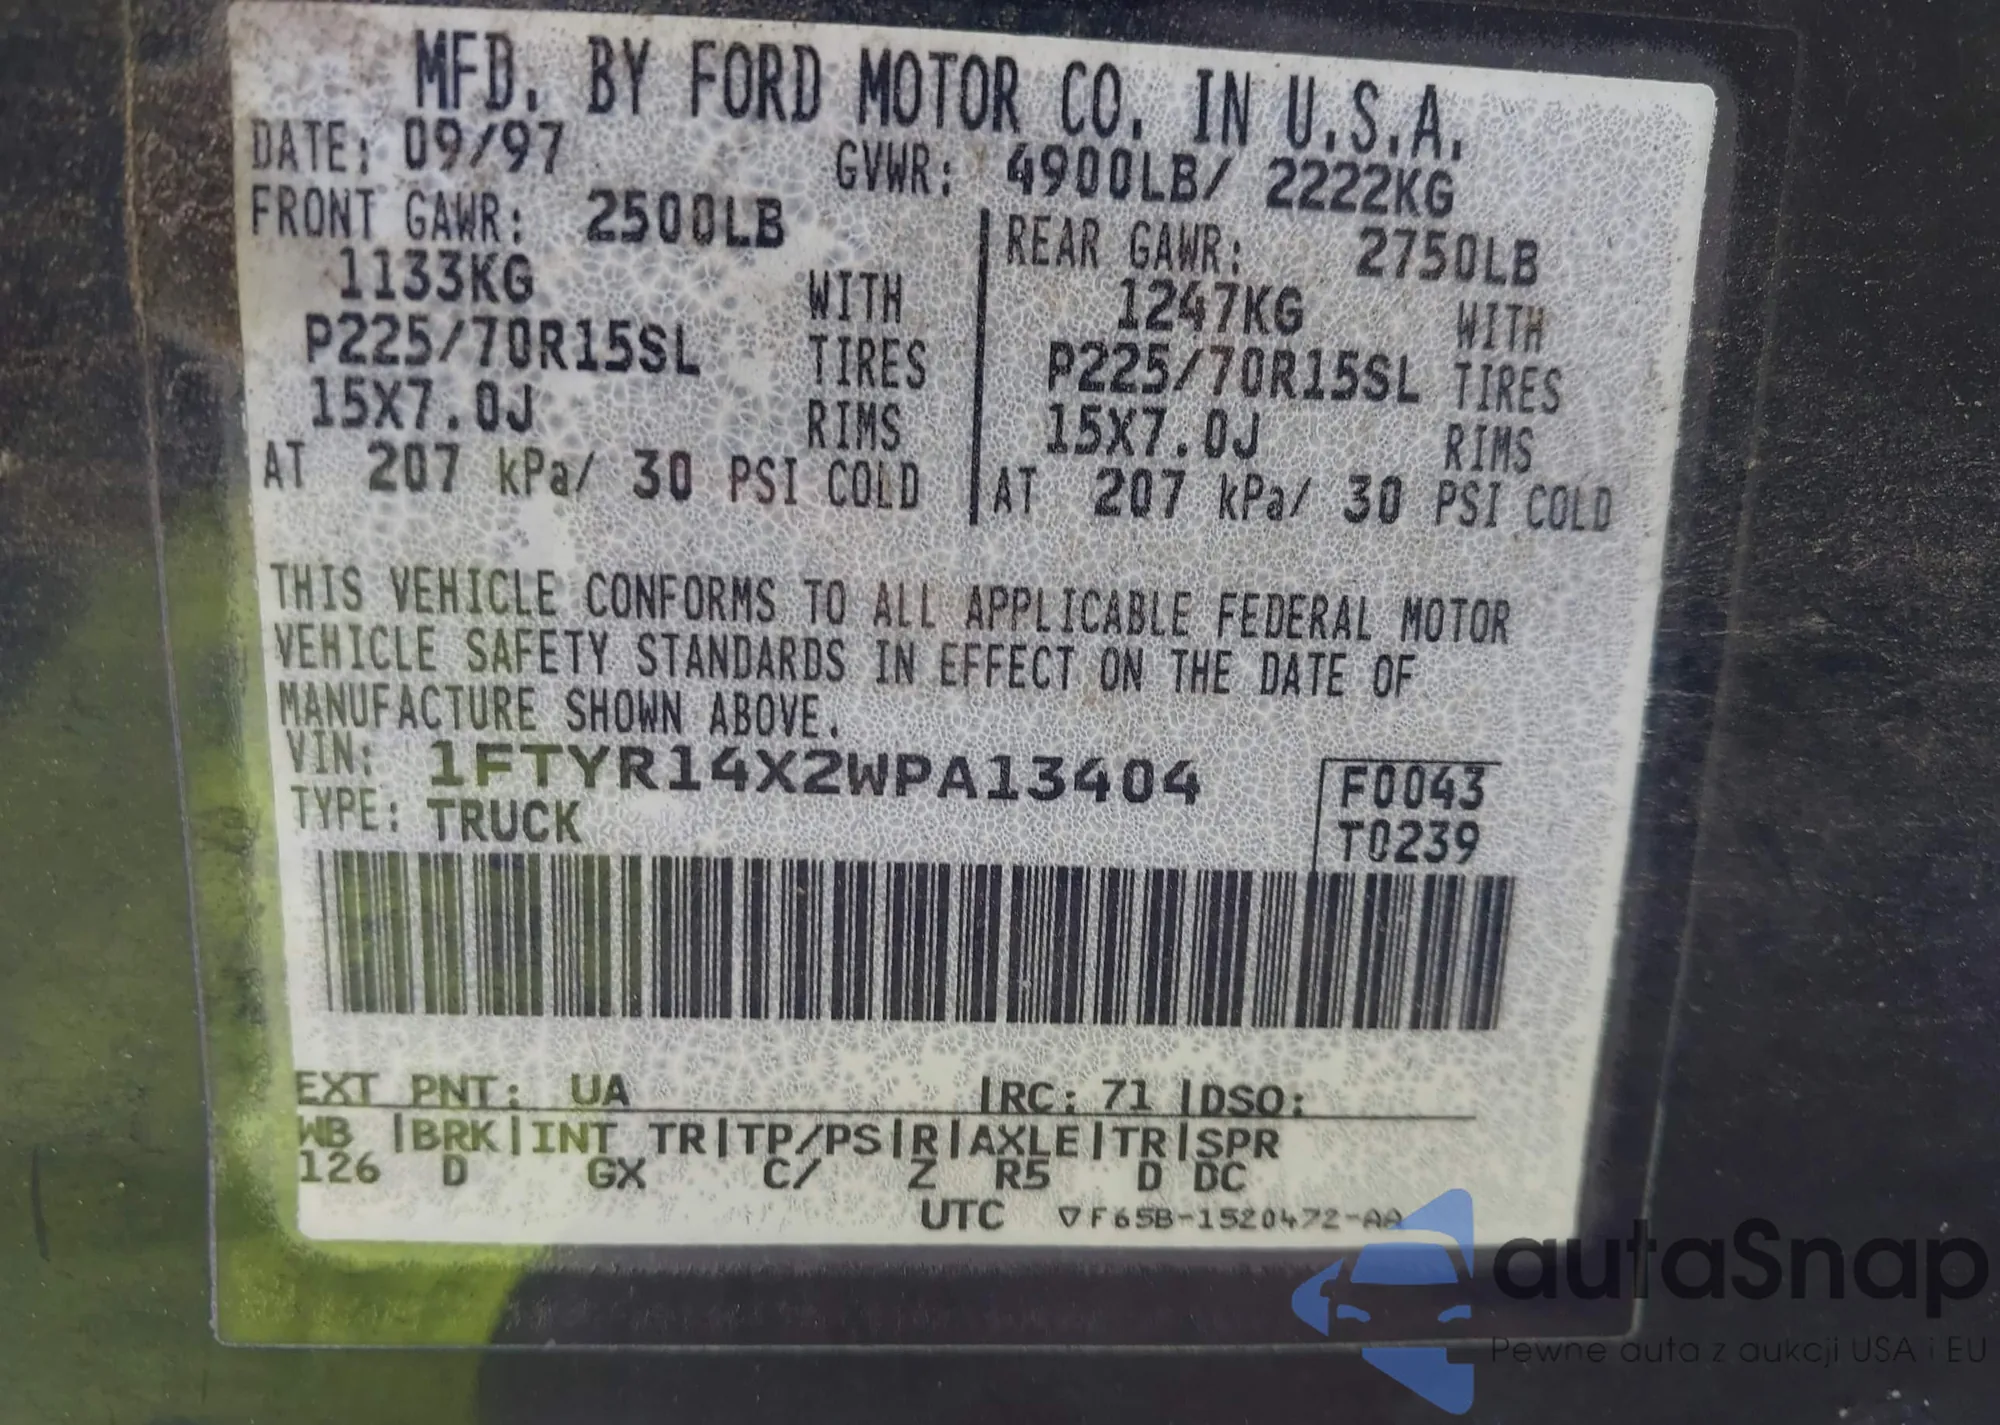 MFD. BY FORD MOTOR CO. IN U.S.A.
DATE: 09/97 GVWR: 4900LB/ 2222KG
FRONT GAWR: 2500LB REAR GAWR: 2750LB
1133KG WITH 1247KG WITH
P225/70R15SL TIRES P225/70R15SL TIRES
15X7.0J RIMS 15X7.0J RIMS
AT 207 kPa/ 30 PSI COLD AT 207 kPa/ 30 PSI COLD
THIS VEHICLE CONFORMS TO ALL APPLICABLE FEDERAL MOTOR
VEHICLE SAFETY STANDARDS IN EFFECT ON THE DATE OF
MANUFACTURE SHOWN ABOVE.
VIN: 1FTYR14X2WPA13404 F0043
TYPE: TRUCK T0239
EXT PNT: UA |RC: 71 |DSO:
WB |BRK|INT TR|TP/PS|R|AXLE|TR|SPR
126 D GX C/ Z R5 D DC
UTC ▽F65B-1520472-AA
autaSnap
Pewne auta z aukcji USA i EU